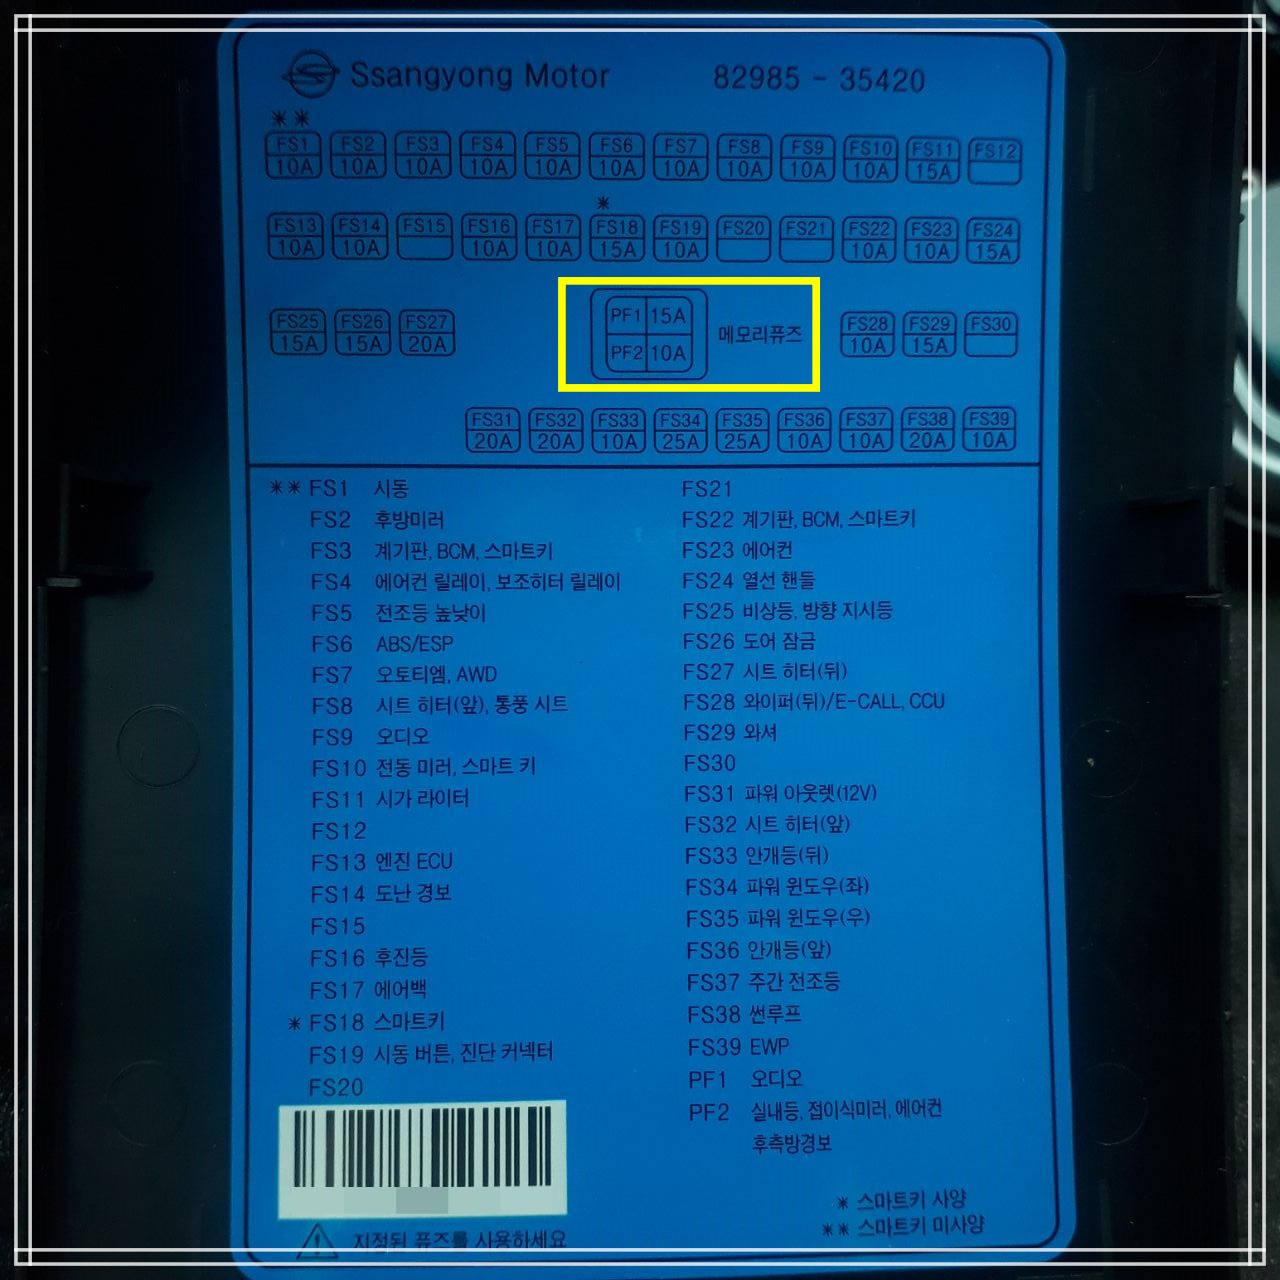 Ssangyong Motor 82985 - 35420
**
FS1 FS2 FS3 FS4 FS5 FS6 FS7 FS8 FS9 FS10 FS11 FS12
10A 10A 10A 10A 10A 10A 10A 10A 10A 10A 15A
*
FS13 FS14 FS15 FS16 FS17 FS18 FS19 FS20 FS21 FS22 FS23 FS24
10A 10A 10A 10A 15A 10A 10A 10A 15A
FS25 FS26 FS27 PF1 15A 메모리퓨즈 FS28 FS29 FS30
15A 15A 20A PF2 10A 10A 15A
FS31 FS32 FS33 FS34 FS35 FS36 FS37 FS38 FS39
20A 20A 10A 25A 25A 10A 10A 20A 10A
** FS1 시동
FS2 후방미러
FS3 계기판, BCM, 스마트키
FS4 에어컨 릴레이, 보조히터 릴레이
FS5 전조등 높낮이
FS6 ABS/ESP
FS7 오토티엠, AWD
FS8 시트 히터(앞), 통풍 시트
FS9 오디오
FS10 전동 미러, 스마트 키
FS11 시가 라이터
FS12
FS13 엔진 ECU
FS14 도난 경보
FS15
FS16 후진등
FS17 에어백
* FS18 스마트키
FS19 시동 버튼, 진단 커넥터
FS20
FS21
FS22 계기판, BCM, 스마트키
FS23 에어컨
FS24 열선 핸들
FS25 비상등, 방향 지시등
FS26 도어 잠금
FS27 시트 히터(뒤)
FS28 와이퍼(뒤)/E-CALL, CCU
FS29 와셔
FS30
FS31 파워 아웃렛(12V)
FS32 시트 히터(앞)
FS33 안개등(뒤)
FS34 파워 윈도우(좌)
FS35 파워 윈도우(우)
FS36 안개등(앞)
FS37 주간 전조등
FS38 썬루프
FS39 EWP
PF1 오디오
PF2 실내등, 접이식미러, 에어컨
후측방경보
* 스마트키 사양
** 스마트키 미사양
지정된 퓨즈를 사용하세요